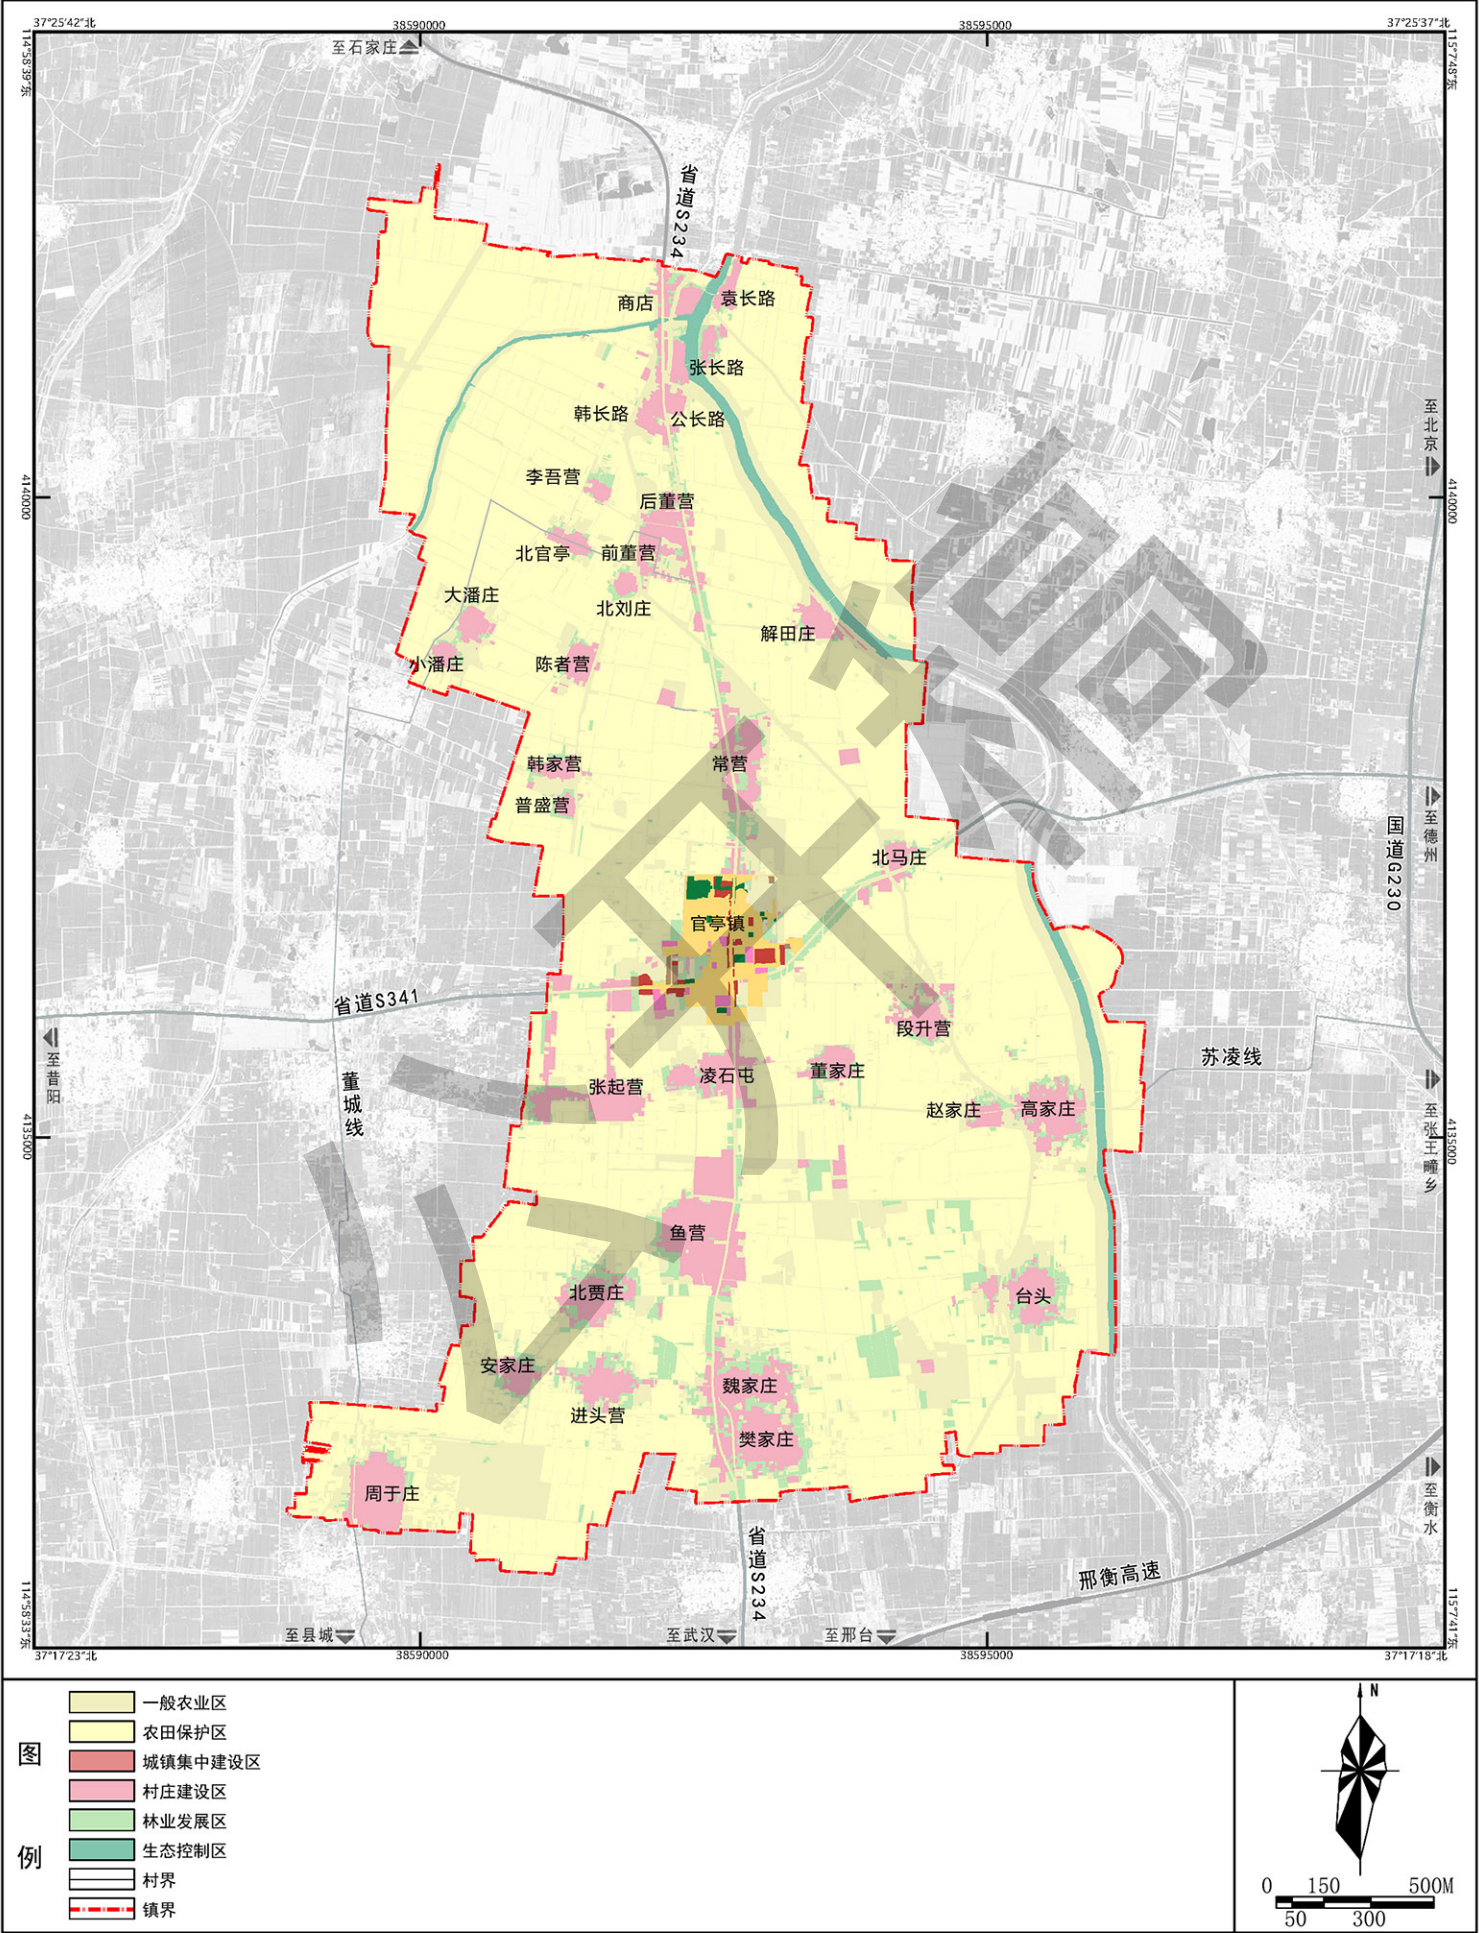 37°25′42″北
38590000
38595000
37°25′37″北
114°58′39″东
115°7′48″东
至石家庄
省道S234
商店
袁长路
张长路
韩长路
公长路
至北京
李吾营
后董营
4140000
4140000
北官亭
前董营
大潘庄
北刘庄
解田庄
小潘庄
陈者营
韩家营
常营
普盛营
至德州
国道G230
北马庄
官亭镇
省道S341
段升营
至昔阳
苏凌线
董城线
张起营
凌石屯
董家庄
赵家庄
高家庄
4135000
4135000
至张王疃乡
鱼营
北贾庄
台头
安家庄
魏家庄
进头营
樊家庄
周于庄
至衡水
省道S234
邢衡高速
114°58′33″东
115°7′41″东
至县城
至武汉
至邢台
37°17′23″北
38590000
38595000
37°17′18″北
公示草稿
图例
一般农业区
农田保护区
城镇集中建设区
村庄建设区
林业发展区
生态控制区
村界
镇界
N
0 150 500M
50 300